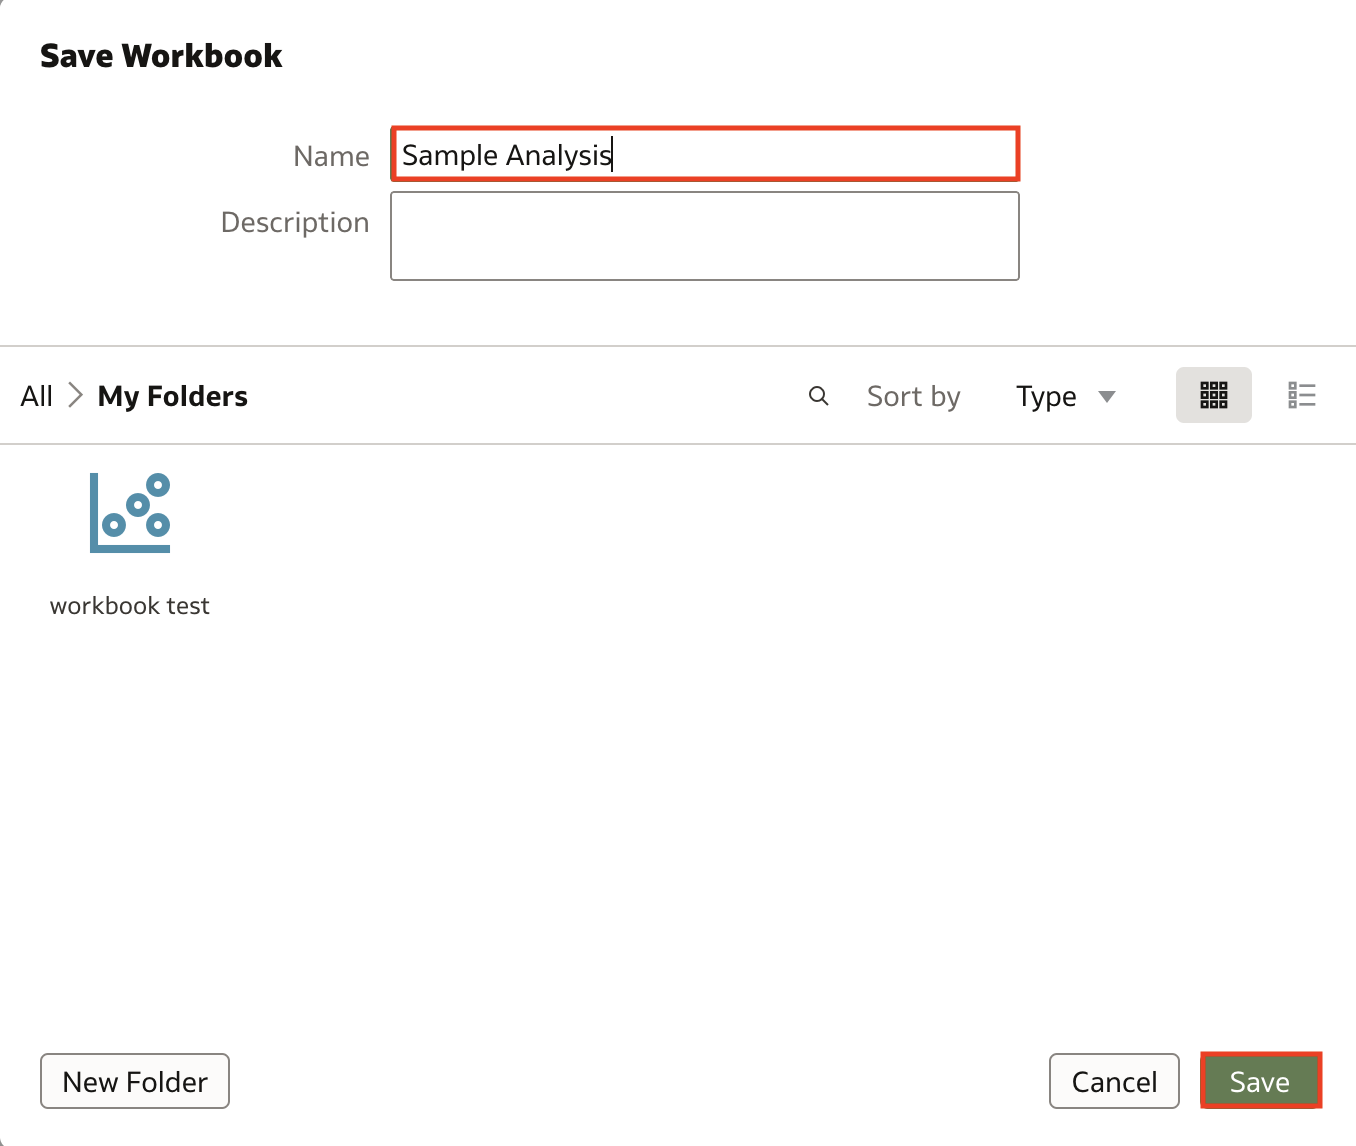 Save Workbook
Name
Sample Analysis
Description
All
My Folders
Sort by
Type
workbook test
New Folder
Cancel
Save